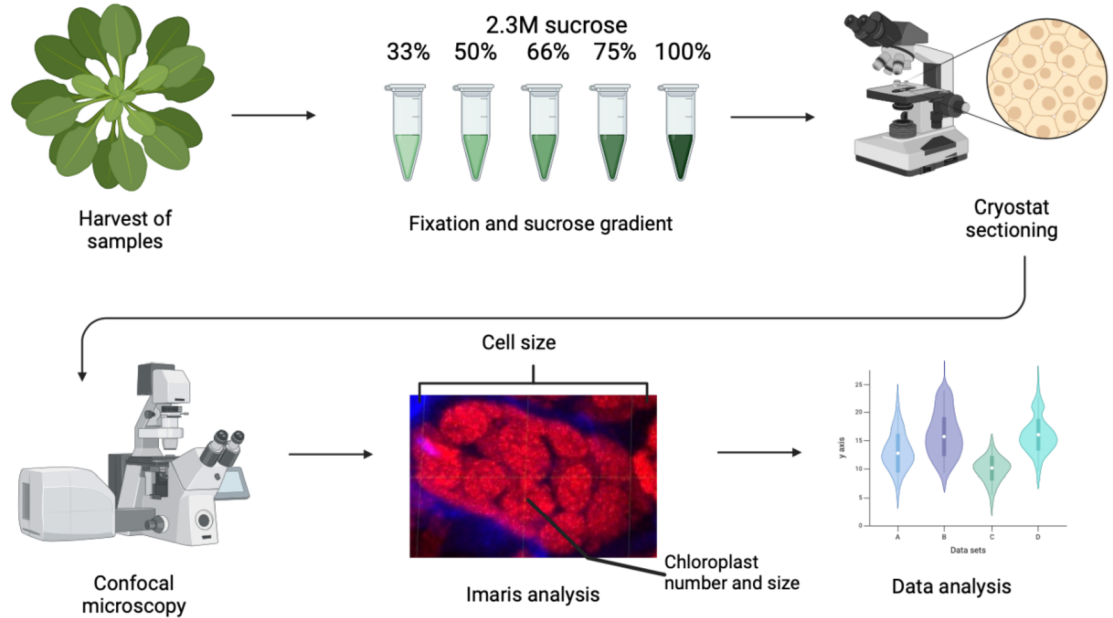 2.3M sucrose
33% 50% 66% 75% 100%
Harvest of
samples
Fixation and sucrose gradient
Cryostat
sectioning
Cell size
Confocal
microscopy
Imaris analysis
Chloroplast
number and size
25
20
15
10
5
0
y axis
A B C D
Data sets
Data analysis